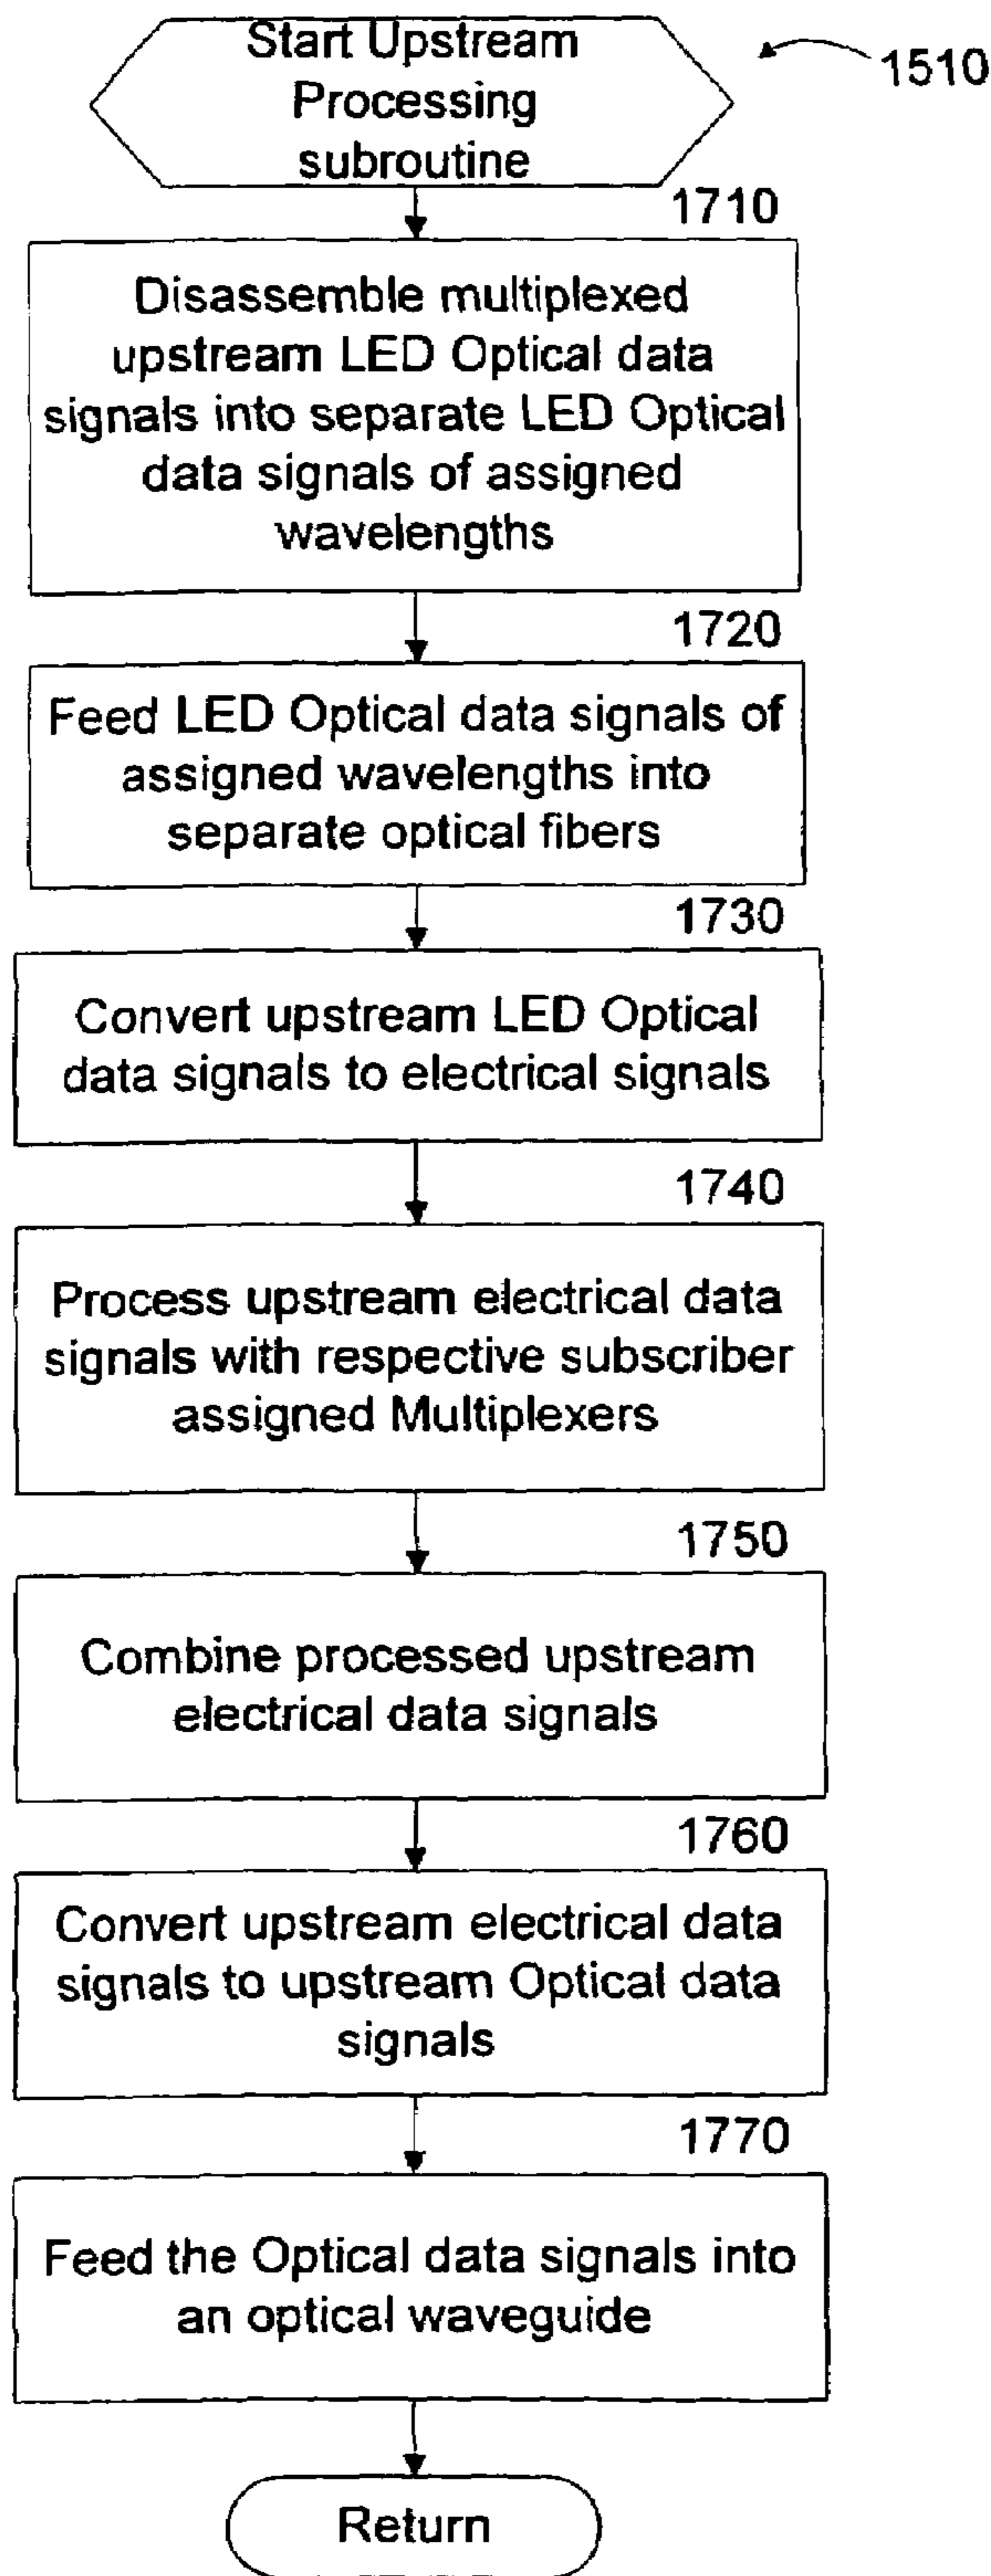 Start Upstream
Processing
subroutine
1510
1710
Disassemble multiplexed
upstream LED Optical data
signals into separate LED Optical
data signals of assigned
wavelengths
1720
Feed LED Optical data signals of
assigned wavelengths into
separate optical fibers
1730
Convert upstream LED Optical
data signals to electrical signals
1740
Process upstream electrical data
signals with respective subscriber
assigned Multiplexers
1750
Combine processed upstream
electrical data signals
1760
Convert upstream electrical data
signals to upstream Optical data
signals
1770
Feed the Optical data signals into
an optical waveguide
Return